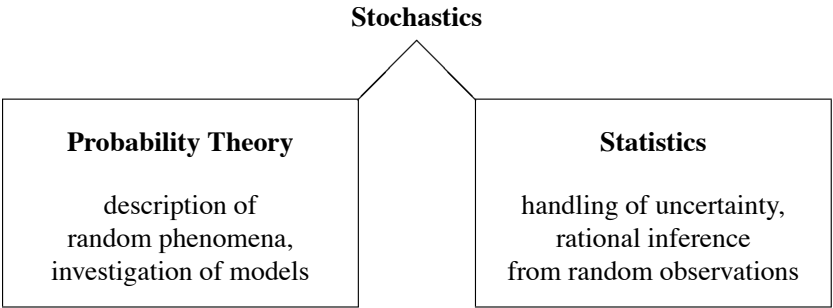 Stochastics
Probability Theory
description of
random phenomena,
investigation of models
Statistics
handling of uncertainty,
rational inference
from random observations